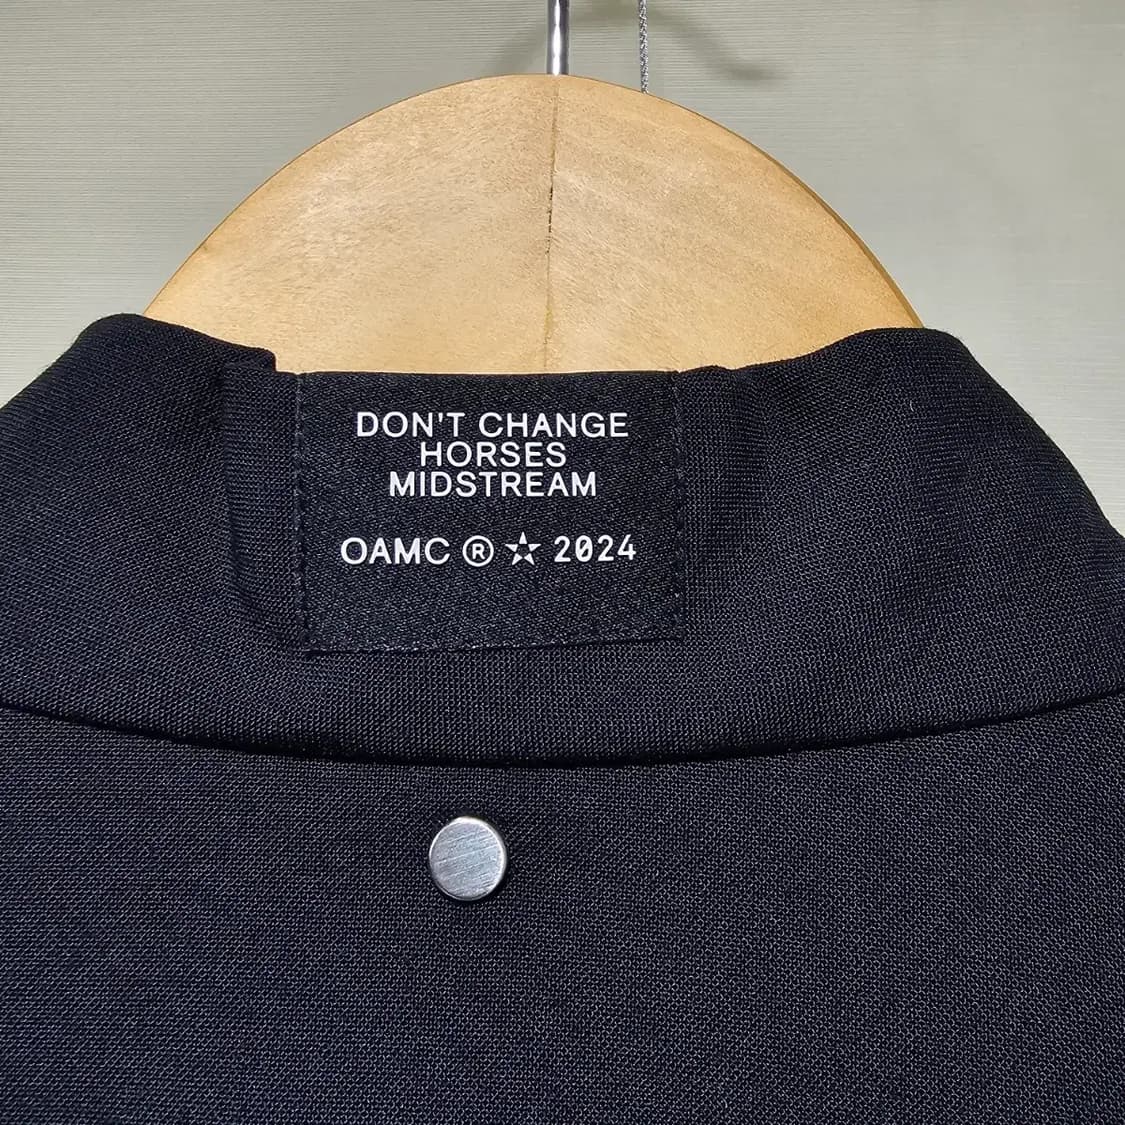 DON'T CHANGE
HORSES
MIDSTREAM
OAMC ® ☆ 2024